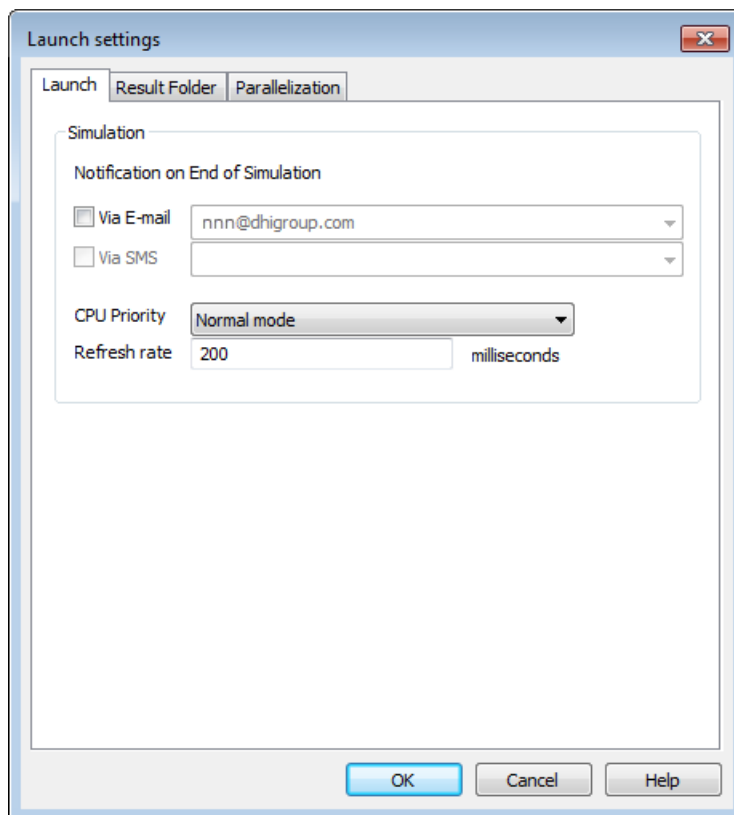 Launch settings
Launch Result Folder Parallelization
Simulation
Notification on End of Simulation
Via E-mail nnn@dhigroup.com
Via SMS
CPU Priority Normal mode
Refresh rate 200 milliseconds
OK Cancel Help